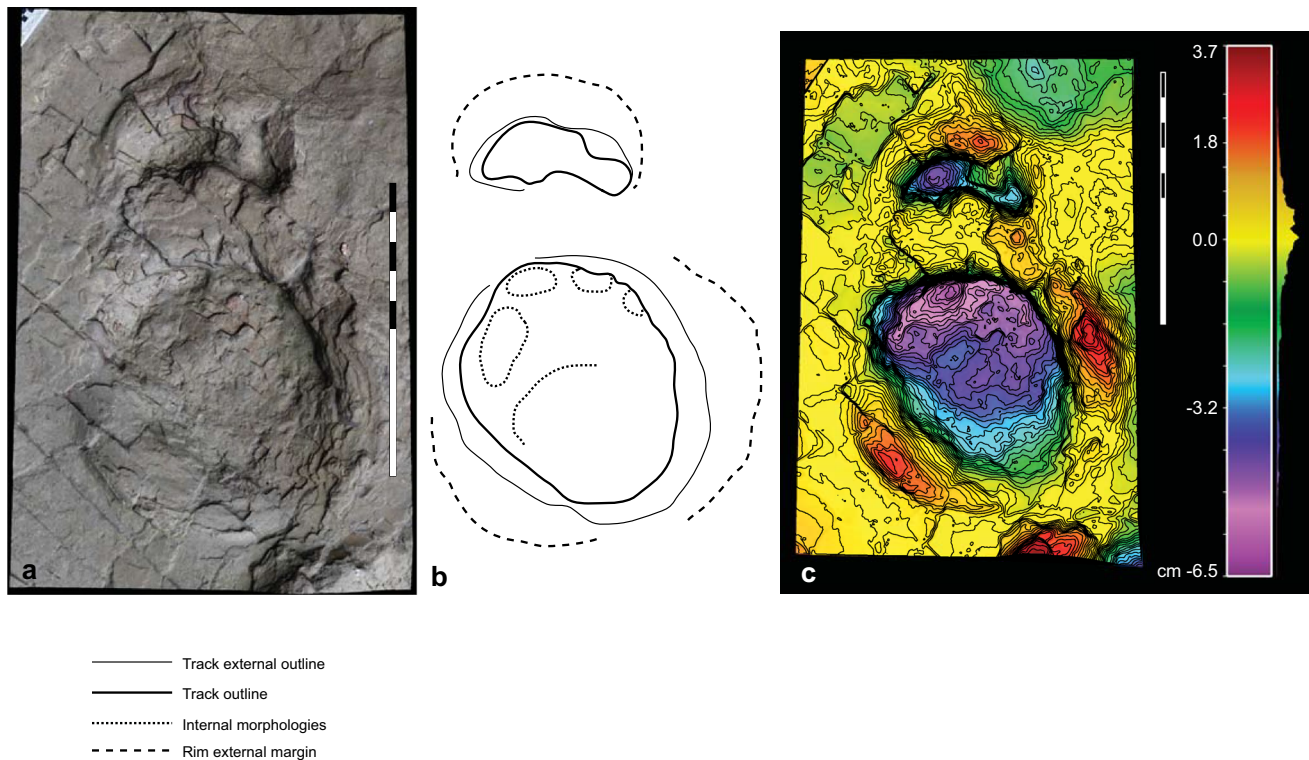 a
b
c
3.7
1.8
0.0
-3.2
cm -6.5
Track external outline
Track outline
Internal morphologies
Rim external margin